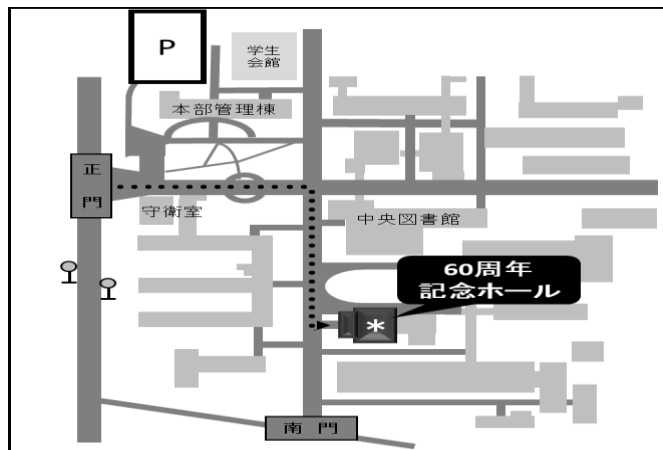 P
学生
会館
本部管理棟
正
門
守衛室
中央図書館
60周年
記念ホール
*
南 門